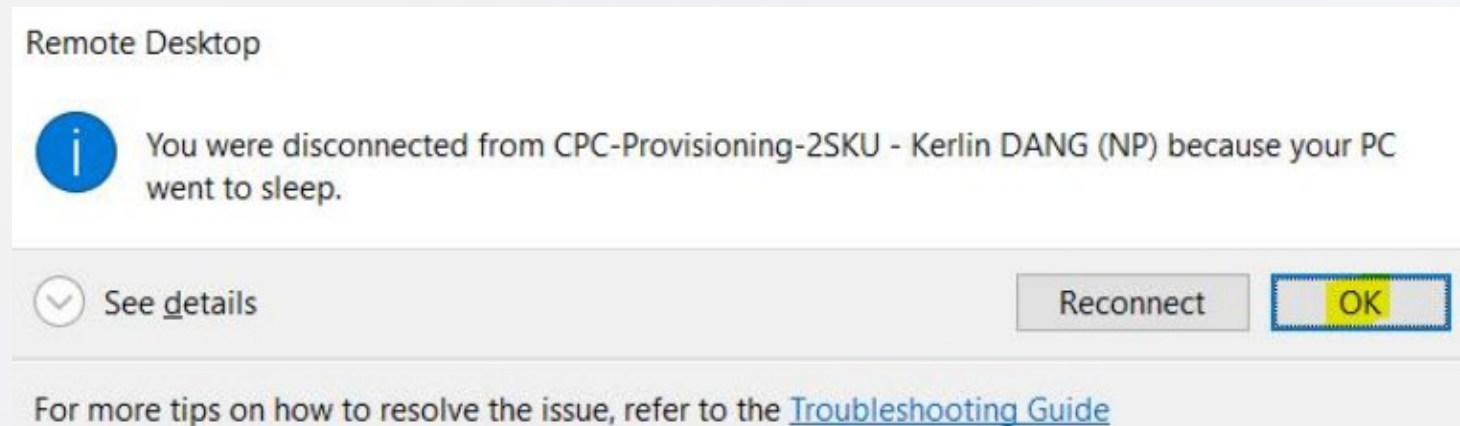 Remote Desktop
You were disconnected from CPC-Provisioning-2SKU - Kerlin DANG (NP) because your PC
went to sleep.
See details
Reconnect
OK
For more tips on how to resolve the issue, refer to the Troubleshooting Guide